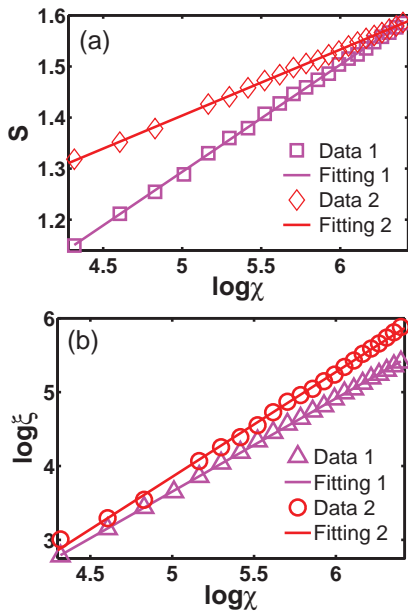 (a)
1.6
1.5
1.4
1.3
1.2
S
Data 1
Fitting 1
Data 2
Fitting 2
4.5 5 5.5 6
logχ
(b)
6
5
4
3
logξ
Data 1
Fitting 1
Data 2
Fitting 2
4.5 5 5.5 6
logχ